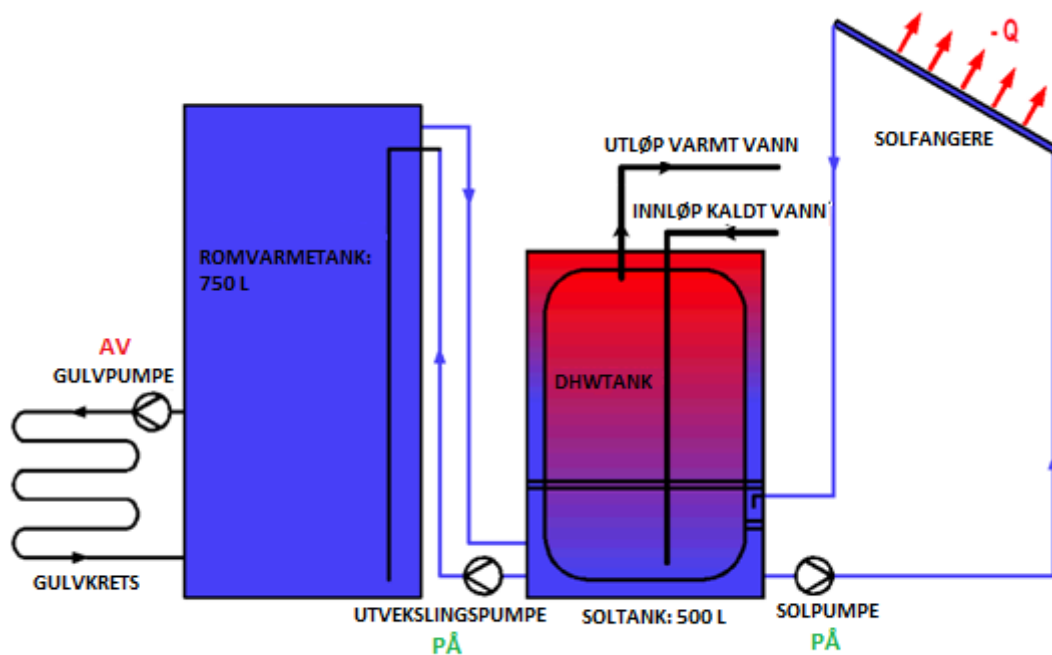 - Q
SOLFANGERE
UTLØP VARMT VANN
INNLØP KALDT VANN
ROMVARMETANK:
750 L
AV
GULVPUMPE
DHWTANK
GULVKRETS
UTVEKSLINGSPUMPE
PÅ
SOLTANK: 500 L
SOLPUMPE
PÅ